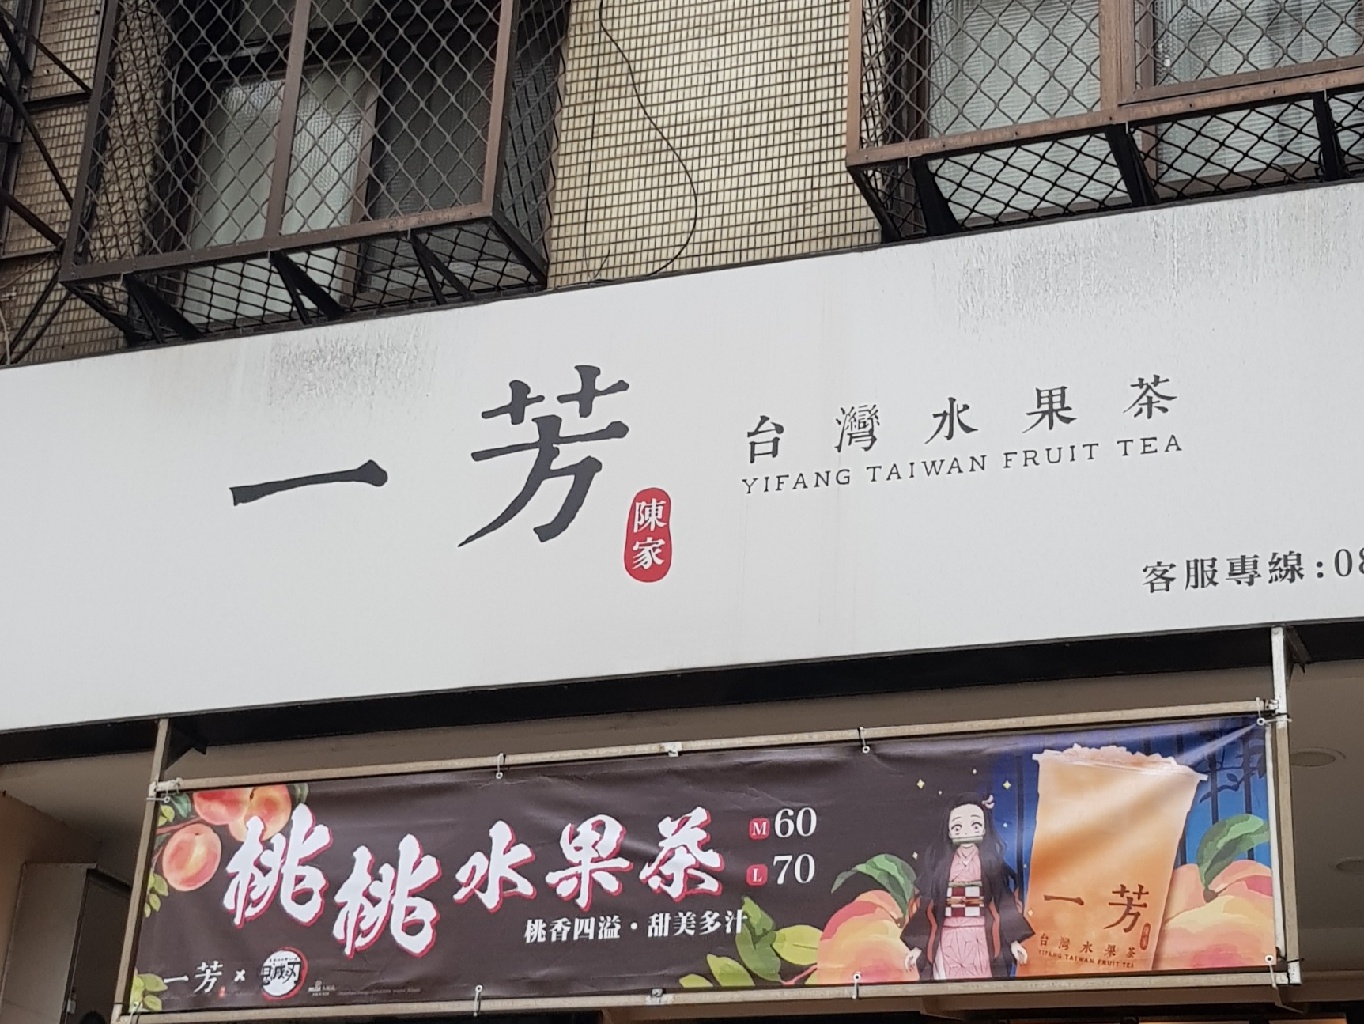 一芳
陳家
台灣水果茶
YIFANG TAIWAN FRUIT TEA
客服專線:08
桃桃水果茶
M 60
L 70
桃香四溢・甜美多汁
一芳 ×
一芳
台灣水果茶
YIFANG TAIWAN FRUIT TEA